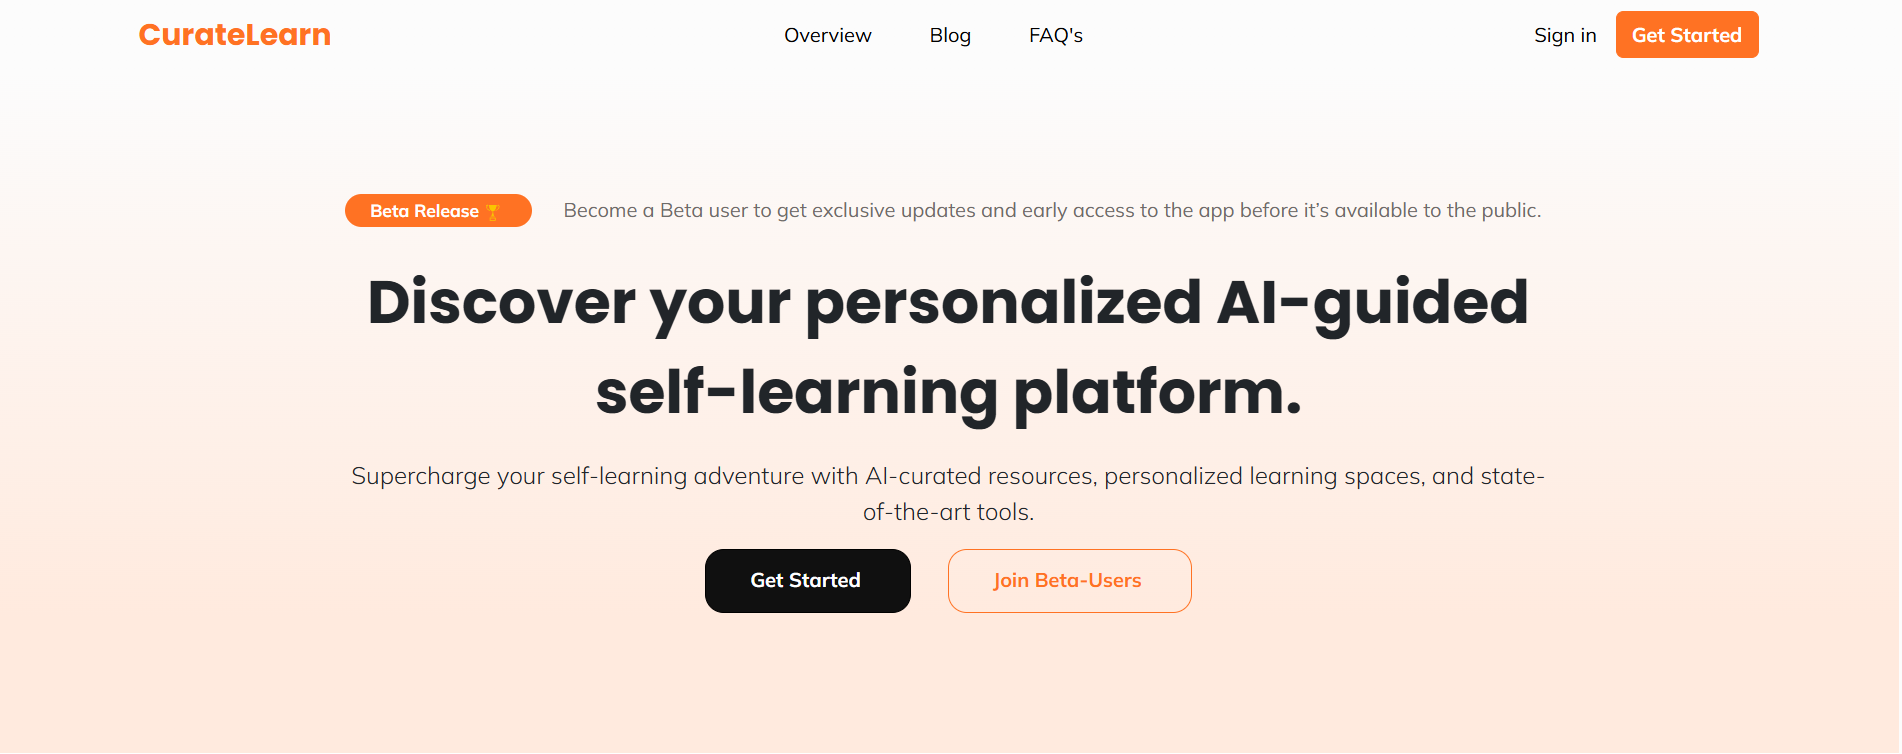 CurateLearn
Overview
Blog
FAQ's
Sign in
Get Started
Beta Release 🏆
Become a Beta user to get exclusive updates and early access to the app before it’s available to the public.
Discover your personalized AI-guided
self-learning platform.
Supercharge your self-learning adventure with AI-curated resources, personalized learning spaces, and state-
of-the-art tools.
Get Started
Join Beta-Users